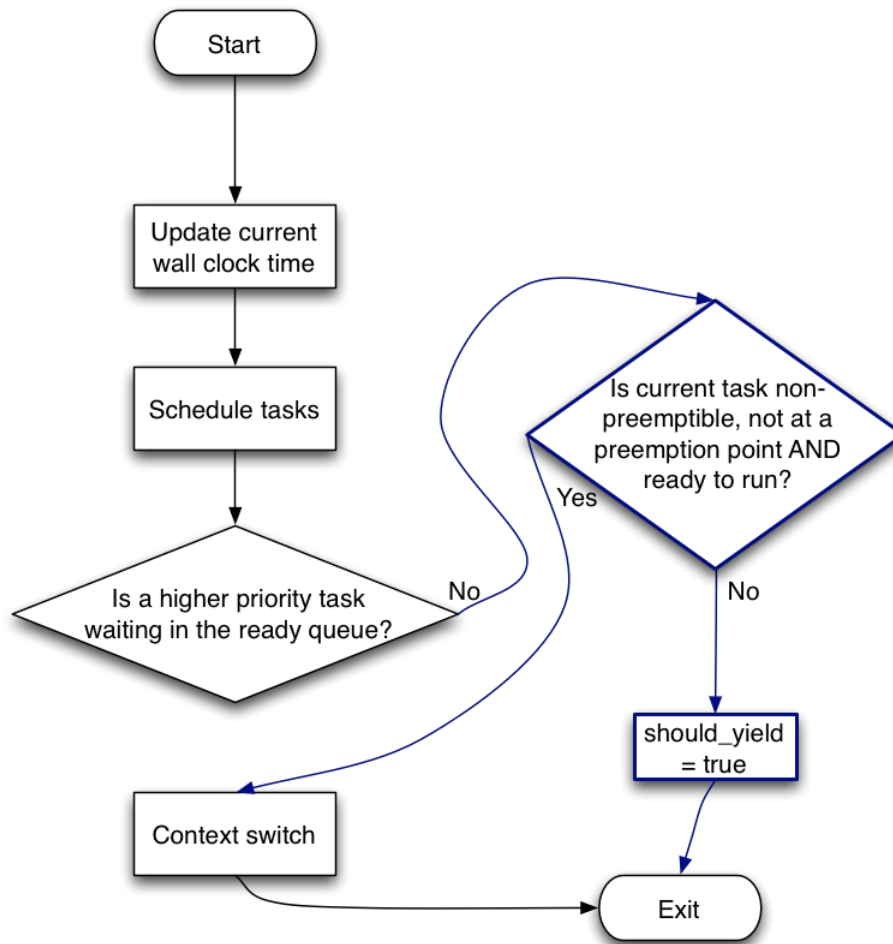 Start
Update current
wall clock time
Schedule tasks
Is a higher priority task
waiting in the ready queue?
No
Is current task non-
preemptible, not at a
preemption point AND
ready to run?
Yes
No
should_yield
= true
Context switch
Exit